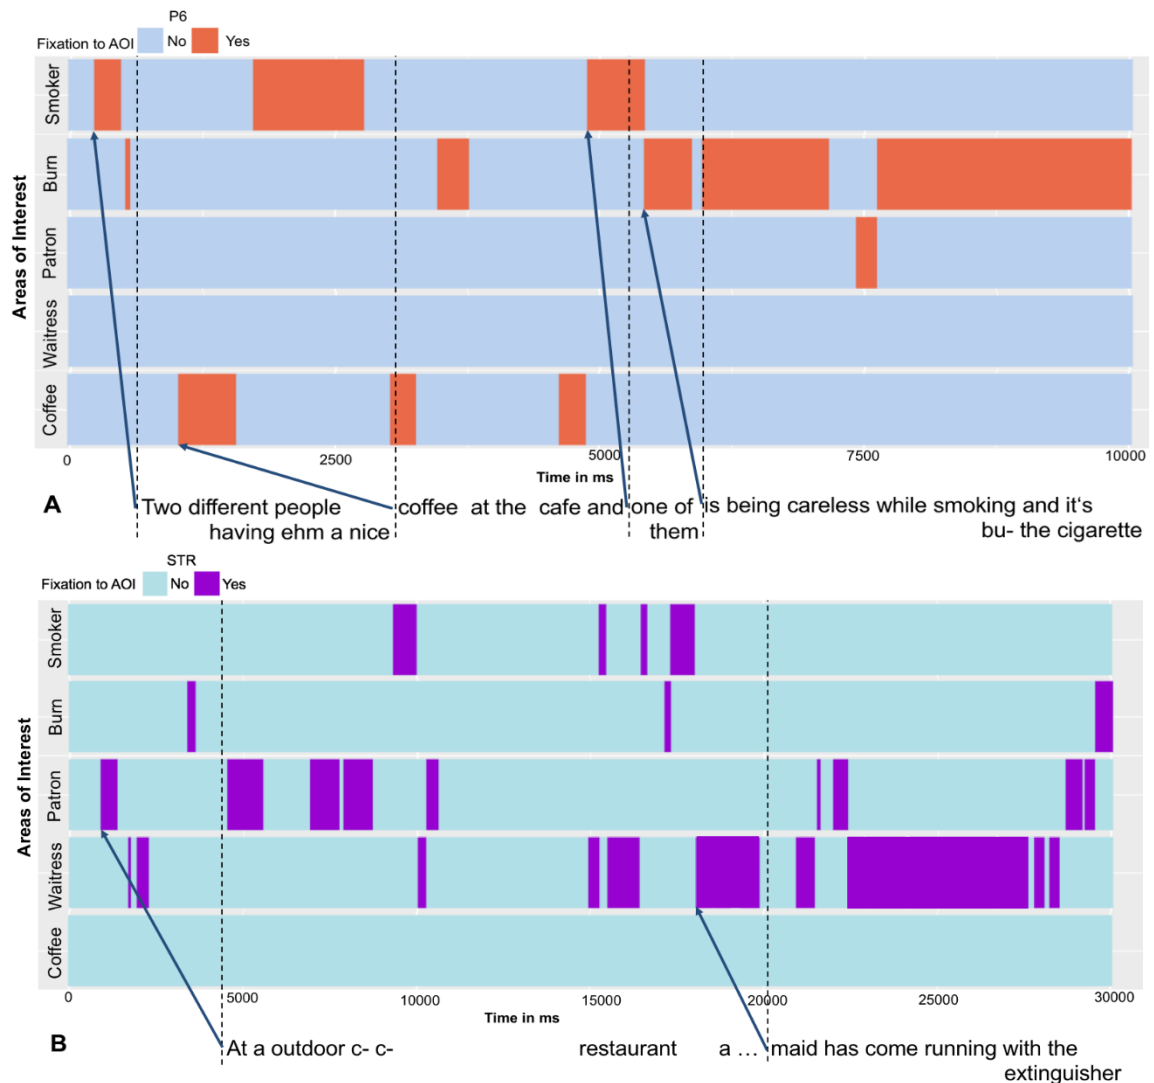 P6
Fixation to AOI No Yes
Areas of Interest
Smoker
Burn
Patron
Waitress
Coffee
0 2500 5000 7500 10000
Time in ms
A
Two different people coffee at the cafe and one of is being careless while smoking and it's
having ehm a nice them bu- the cigarette
STR
Fixation to AOI No Yes
Areas of Interest
Smoker
Burn
Patron
Waitress
Coffee
0 5000 10000 15000 20000 25000 30000
Time in ms
B
At a outdoor c- c- restaurant a ... maid has come running with the
extinguisher